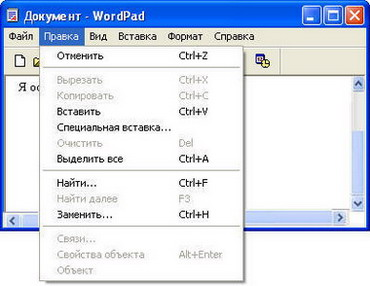 Документ - WordPad
Файл Правка Вид Вставка Формат Справка
Отменить Ctrl+Z
Я
Вырезать Ctrl+X
Копировать Ctrl+C
Вставить Ctrl+V
Специальная вставка...
Очистить Del
Выделить все Ctrl+A
Найти... Ctrl+F
Найти далее F3
Заменить... Ctrl+H
Связи...
Свойства объекта Alt+Enter
Объект